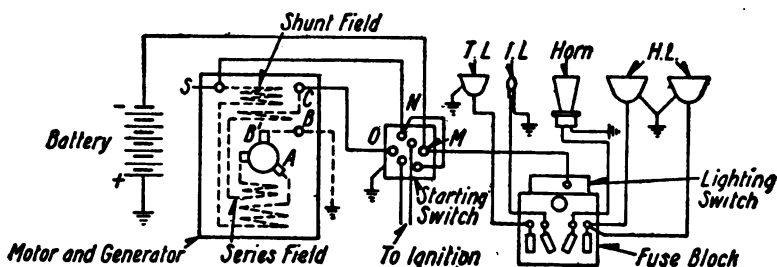 Shunt Field
T.L
I.L
Horn
H.L.
S
C
N
-
B
B'
O
M
Battery
A
+
Starting
Switch
Lighting
Switch
Motor and Generator
Series Field
To Ignition
Fuse Block